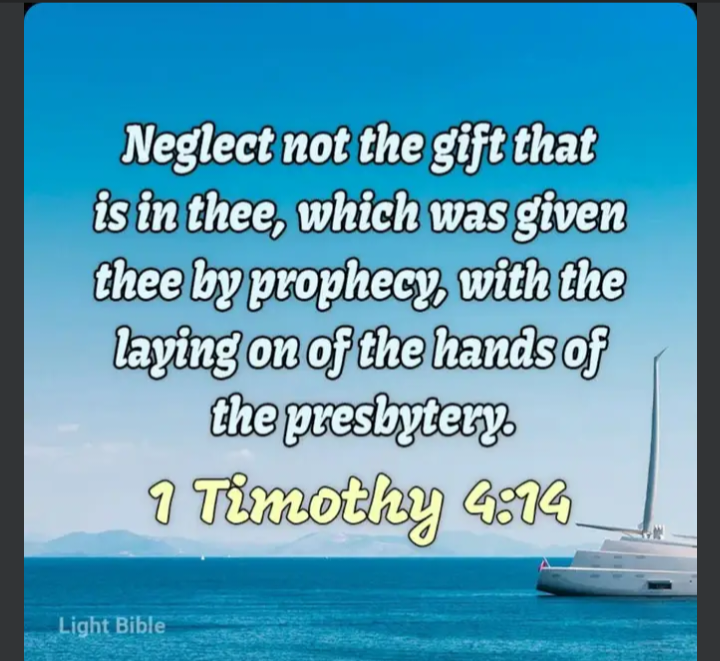 Neglect not the gift that
is in thee, which was given
thee by prophecy, with the
laying on of the hands of
the presbytery.
1 Timothy 4:14
Light Bible